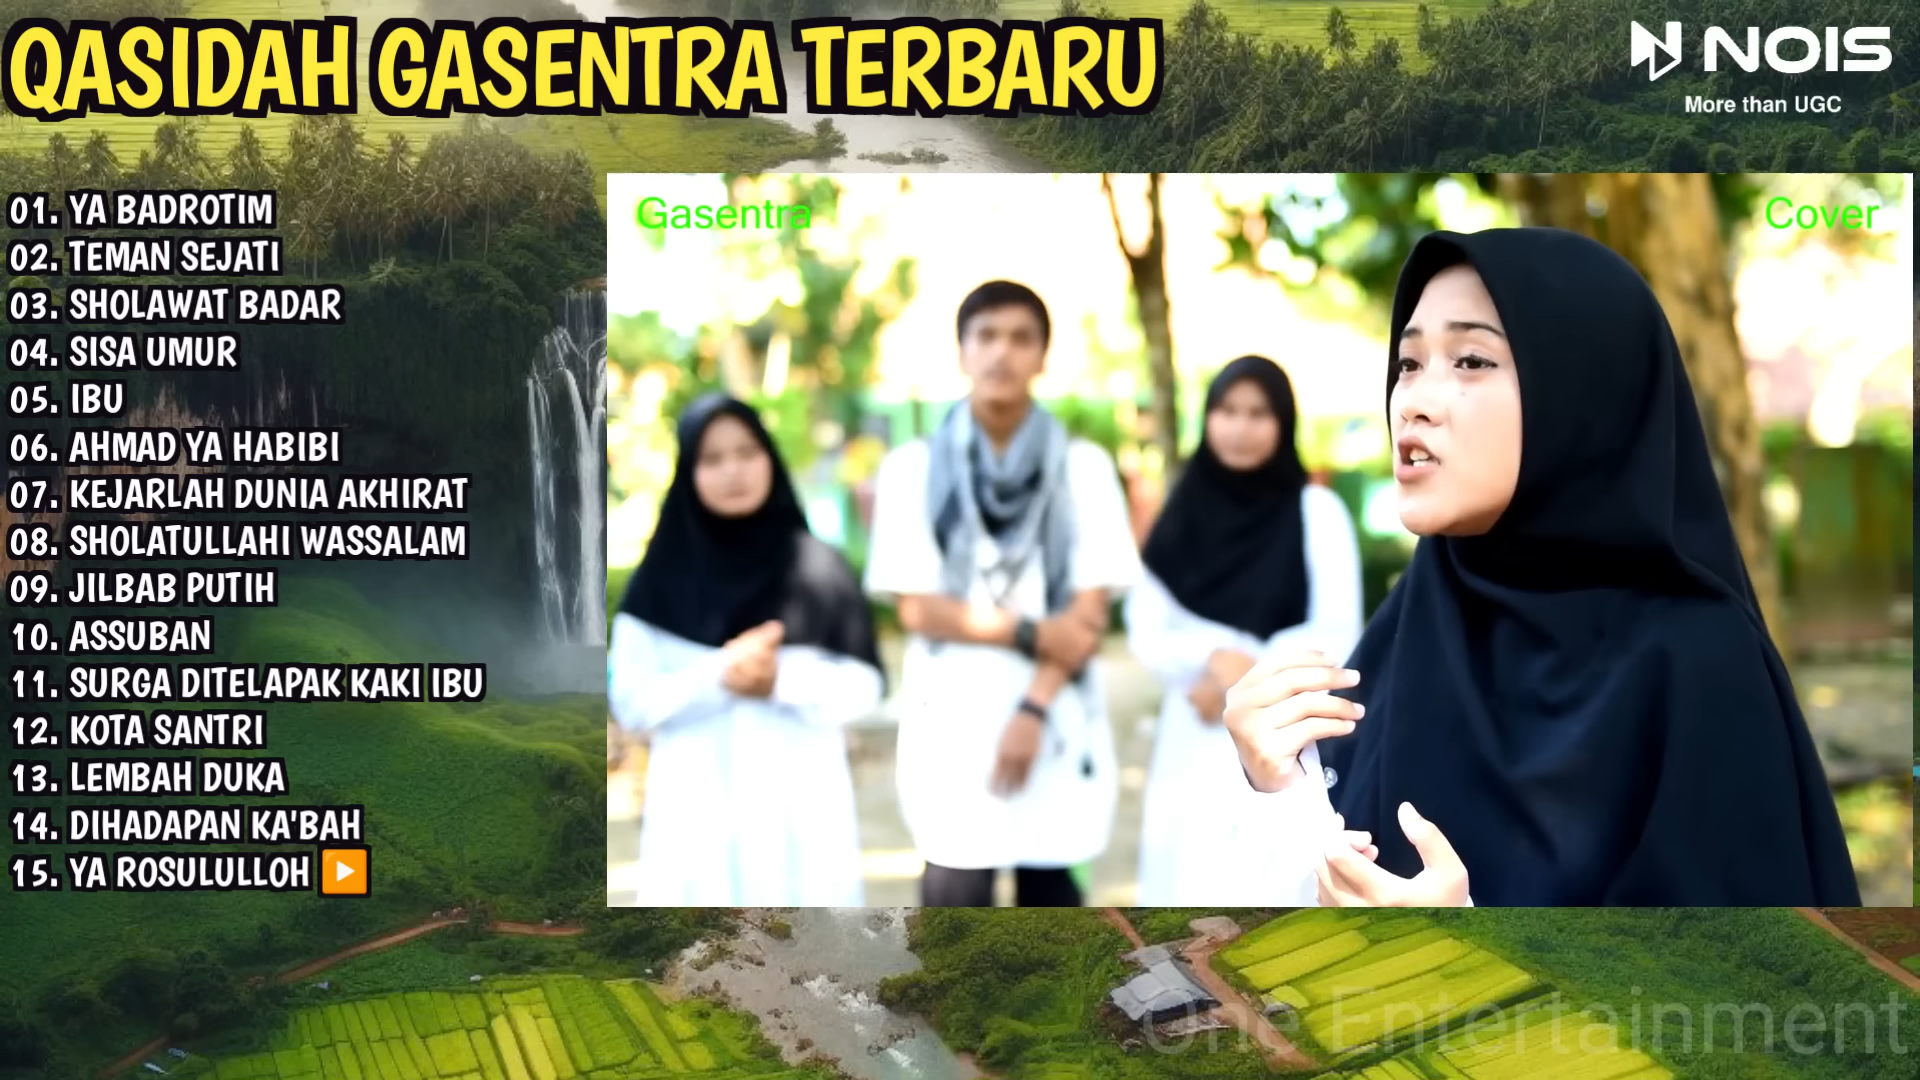 QASIDAH GASENTRA TERBARU
NOIS
More than UGC
01. YA BADROTIM
02. TEMAN SEJATI
03. SHOLAWAT BADAR
04. SISA UMUR
05. IBU
06. AHMAD YA HABIBI
07. KEJARLAH DUNIA AKHIRAT
08. SHOLATULLAHI WASSALAM
09. JILBAB PUTIH
10. ASSUBAN
11. SURGA DITELAPAK KAKI IBU
12. KOTA SANTRI
13. LEMBAH DUKA
14. DIHADAPAN KA'BAH
15. YA ROSULULLOH
Gasentra
Cover
One Entertainment